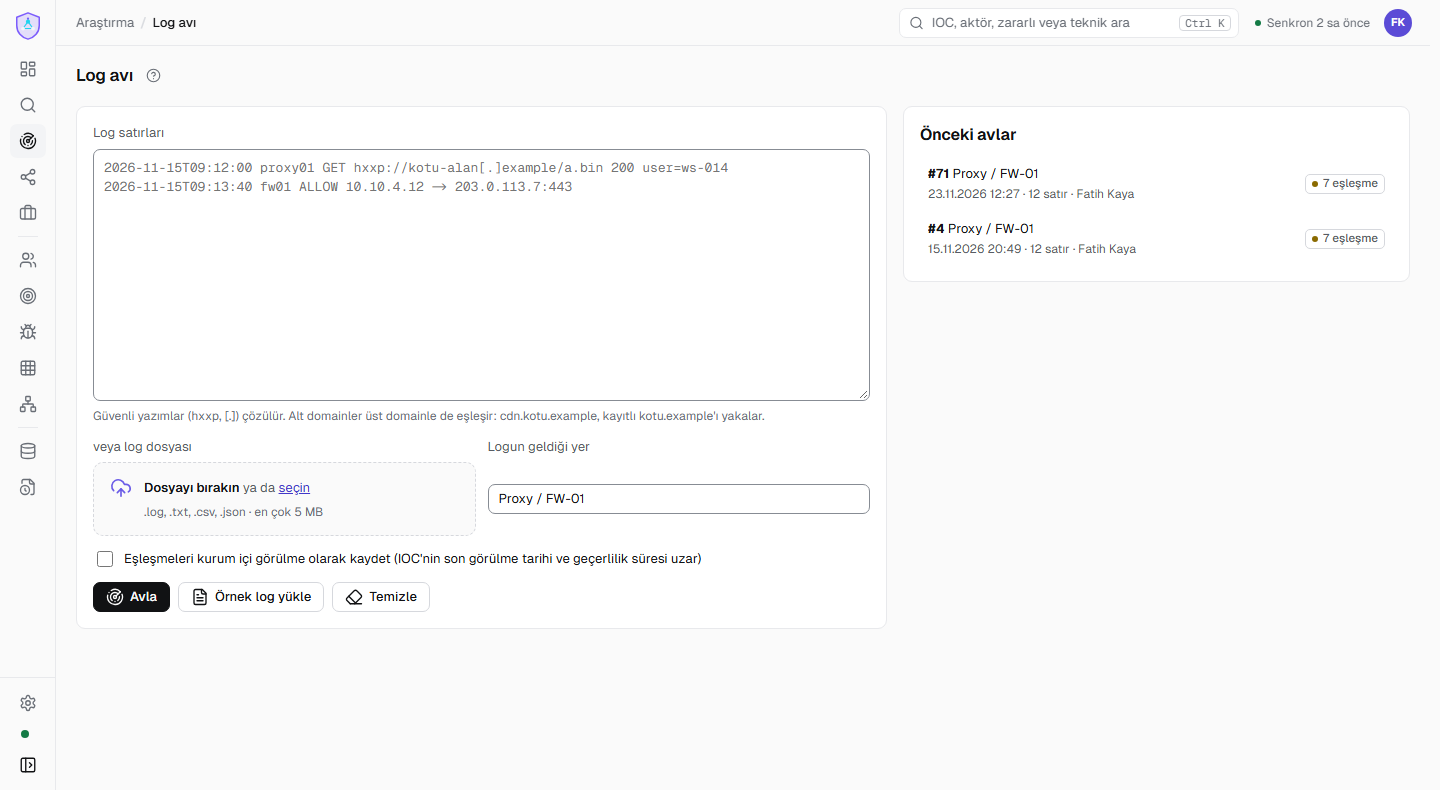 Araştırma / Log avı
IOC, aktör, zararlı veya teknik ara
Ctrl K
Senkron 2 sa önce
FK
Log avı
Log satırları
2026-11-15T09:12:00 proxy01 GET hxxp://kotu-alan[.]example/a.bin 200 user=ws-014
2026-11-15T09:13:40 fw01 ALLOW 10.10.4.12 → 203.0.113.7:443
Güvenli yazımlar (hxxp, [.]) çözülür. Alt domainler üst domainle de eşleşir: cdn.kotu.example, kayıtlı kotu.example'ı yakalar.
veya log dosyası
Dosyayı bırakın ya da seçin
.log, .txt, .csv, .json · en çok 5 MB
Logun geldiği yer
Proxy / FW-01
Eşleşmeleri kurum içi görülme olarak kaydet (IOC'nin son görülme tarihi ve geçerlilik süresi uzar)
Avla
Örnek log yükle
Temizle
Önceki avlar
#71 Proxy / FW-01
23.11.2026 12:27 · 12 satır · Fatih Kaya
7 eşleşme
#4 Proxy / FW-01
15.11.2026 20:49 · 12 satır · Fatih Kaya
7 eşleşme